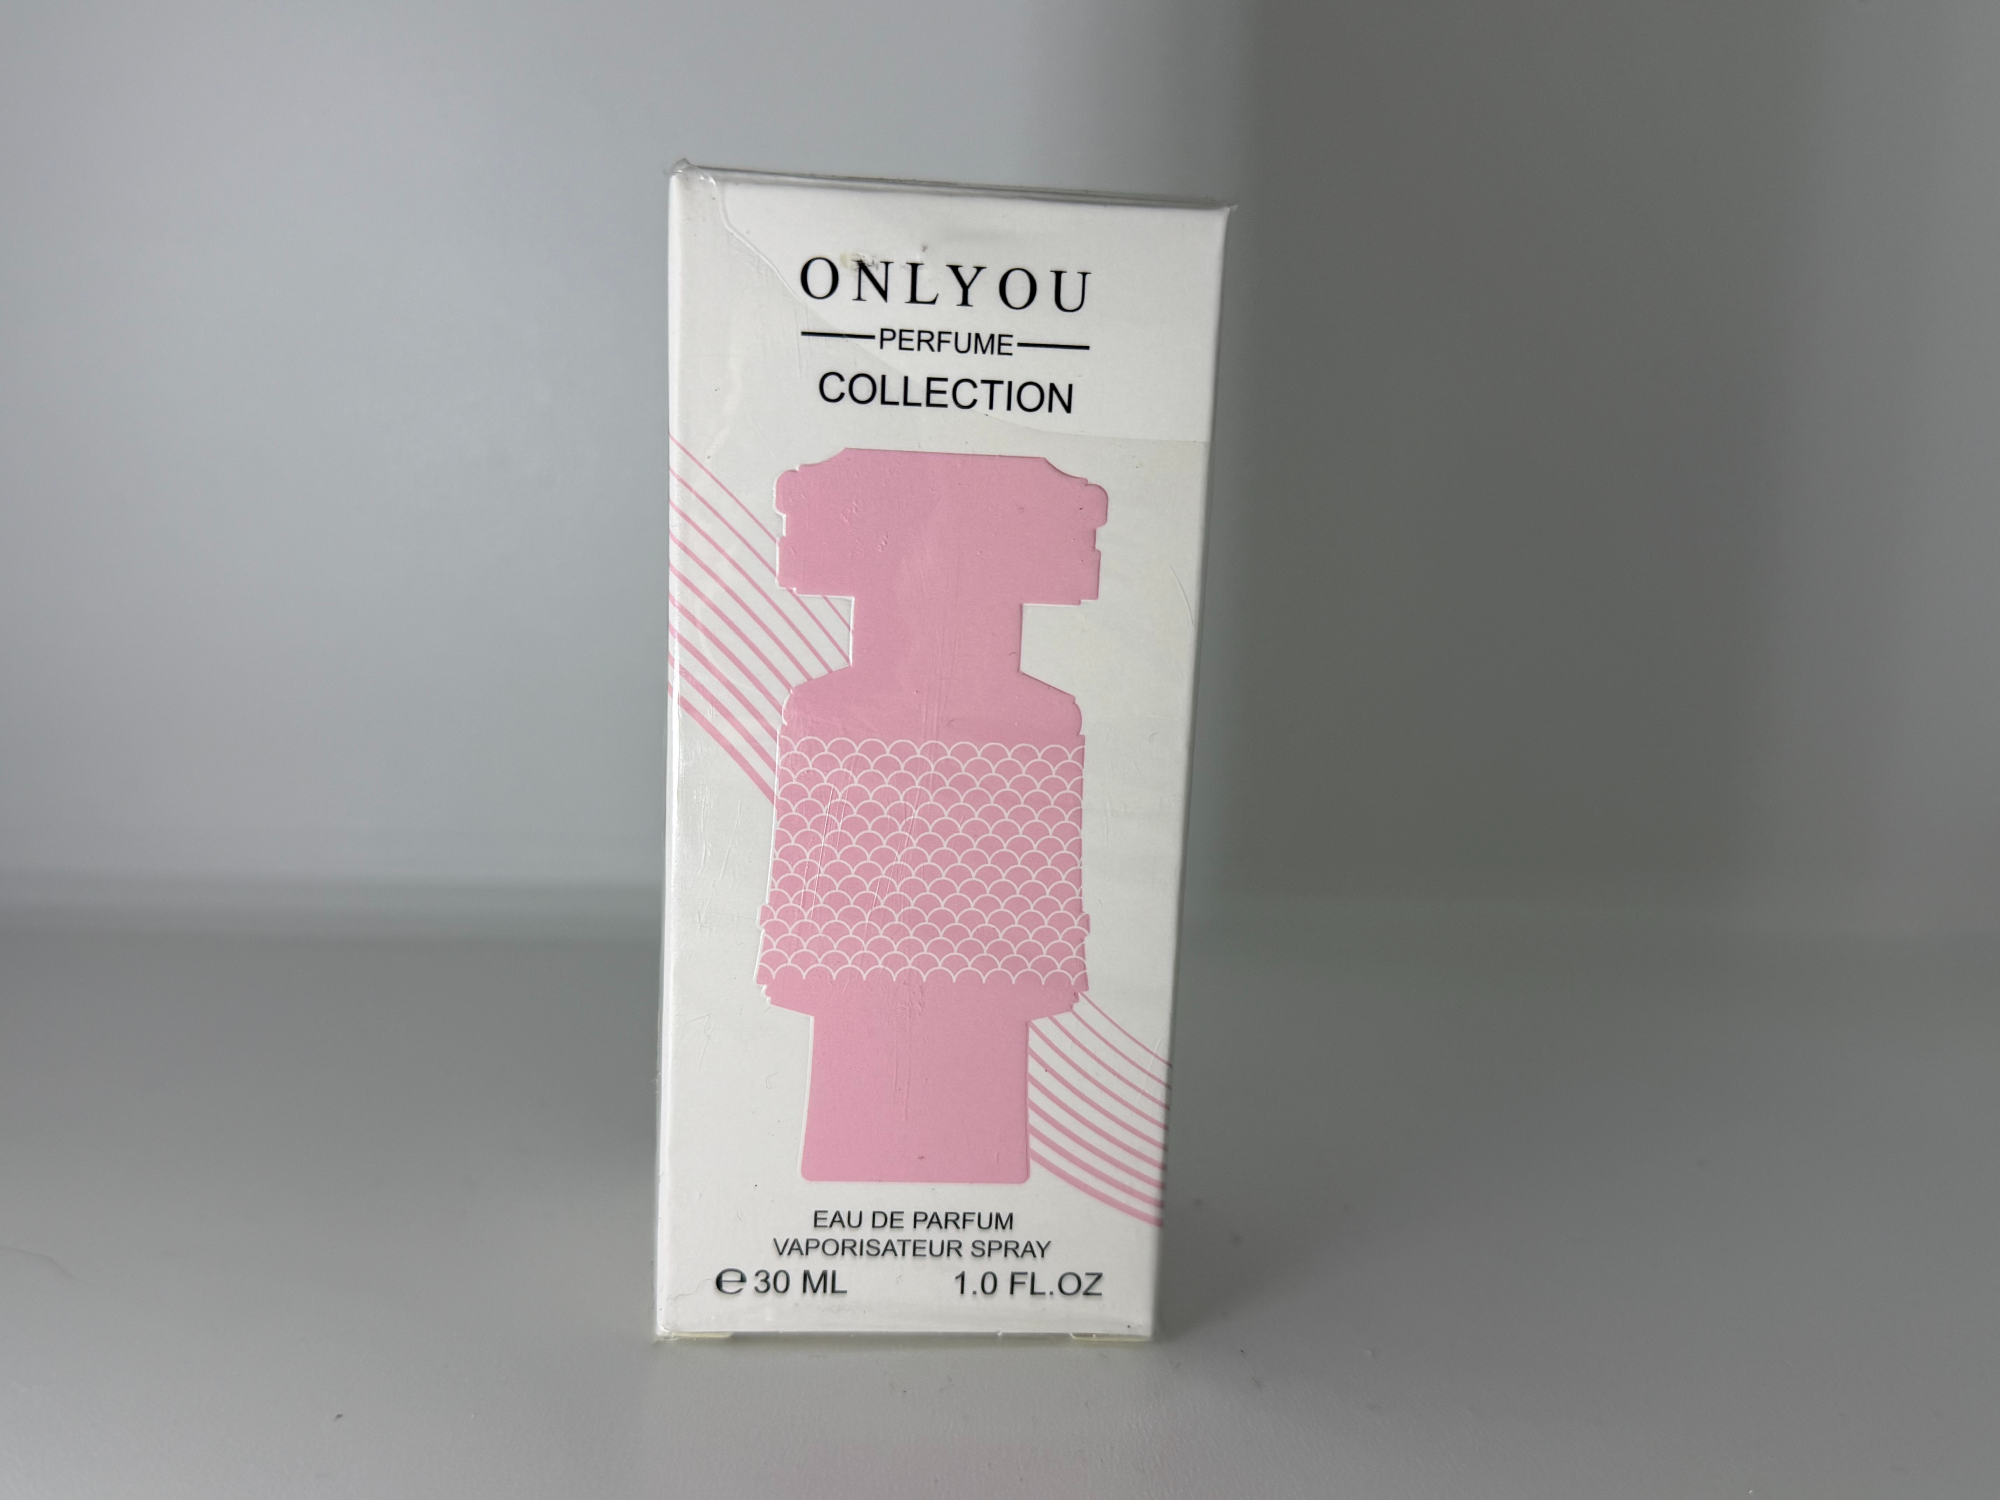 ONLYOU
PERFUME
COLLECTION
EAU DE PARFUM
VAPORISATEUR SPRAY
℮30 ML 1.0 FL.OZ